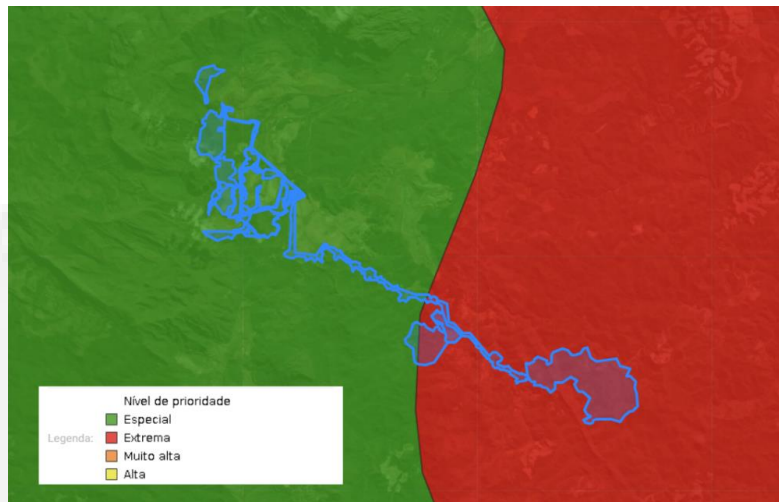 Nível de prioridade
Especial
Legenda: Extrema
Muito alta
Alta